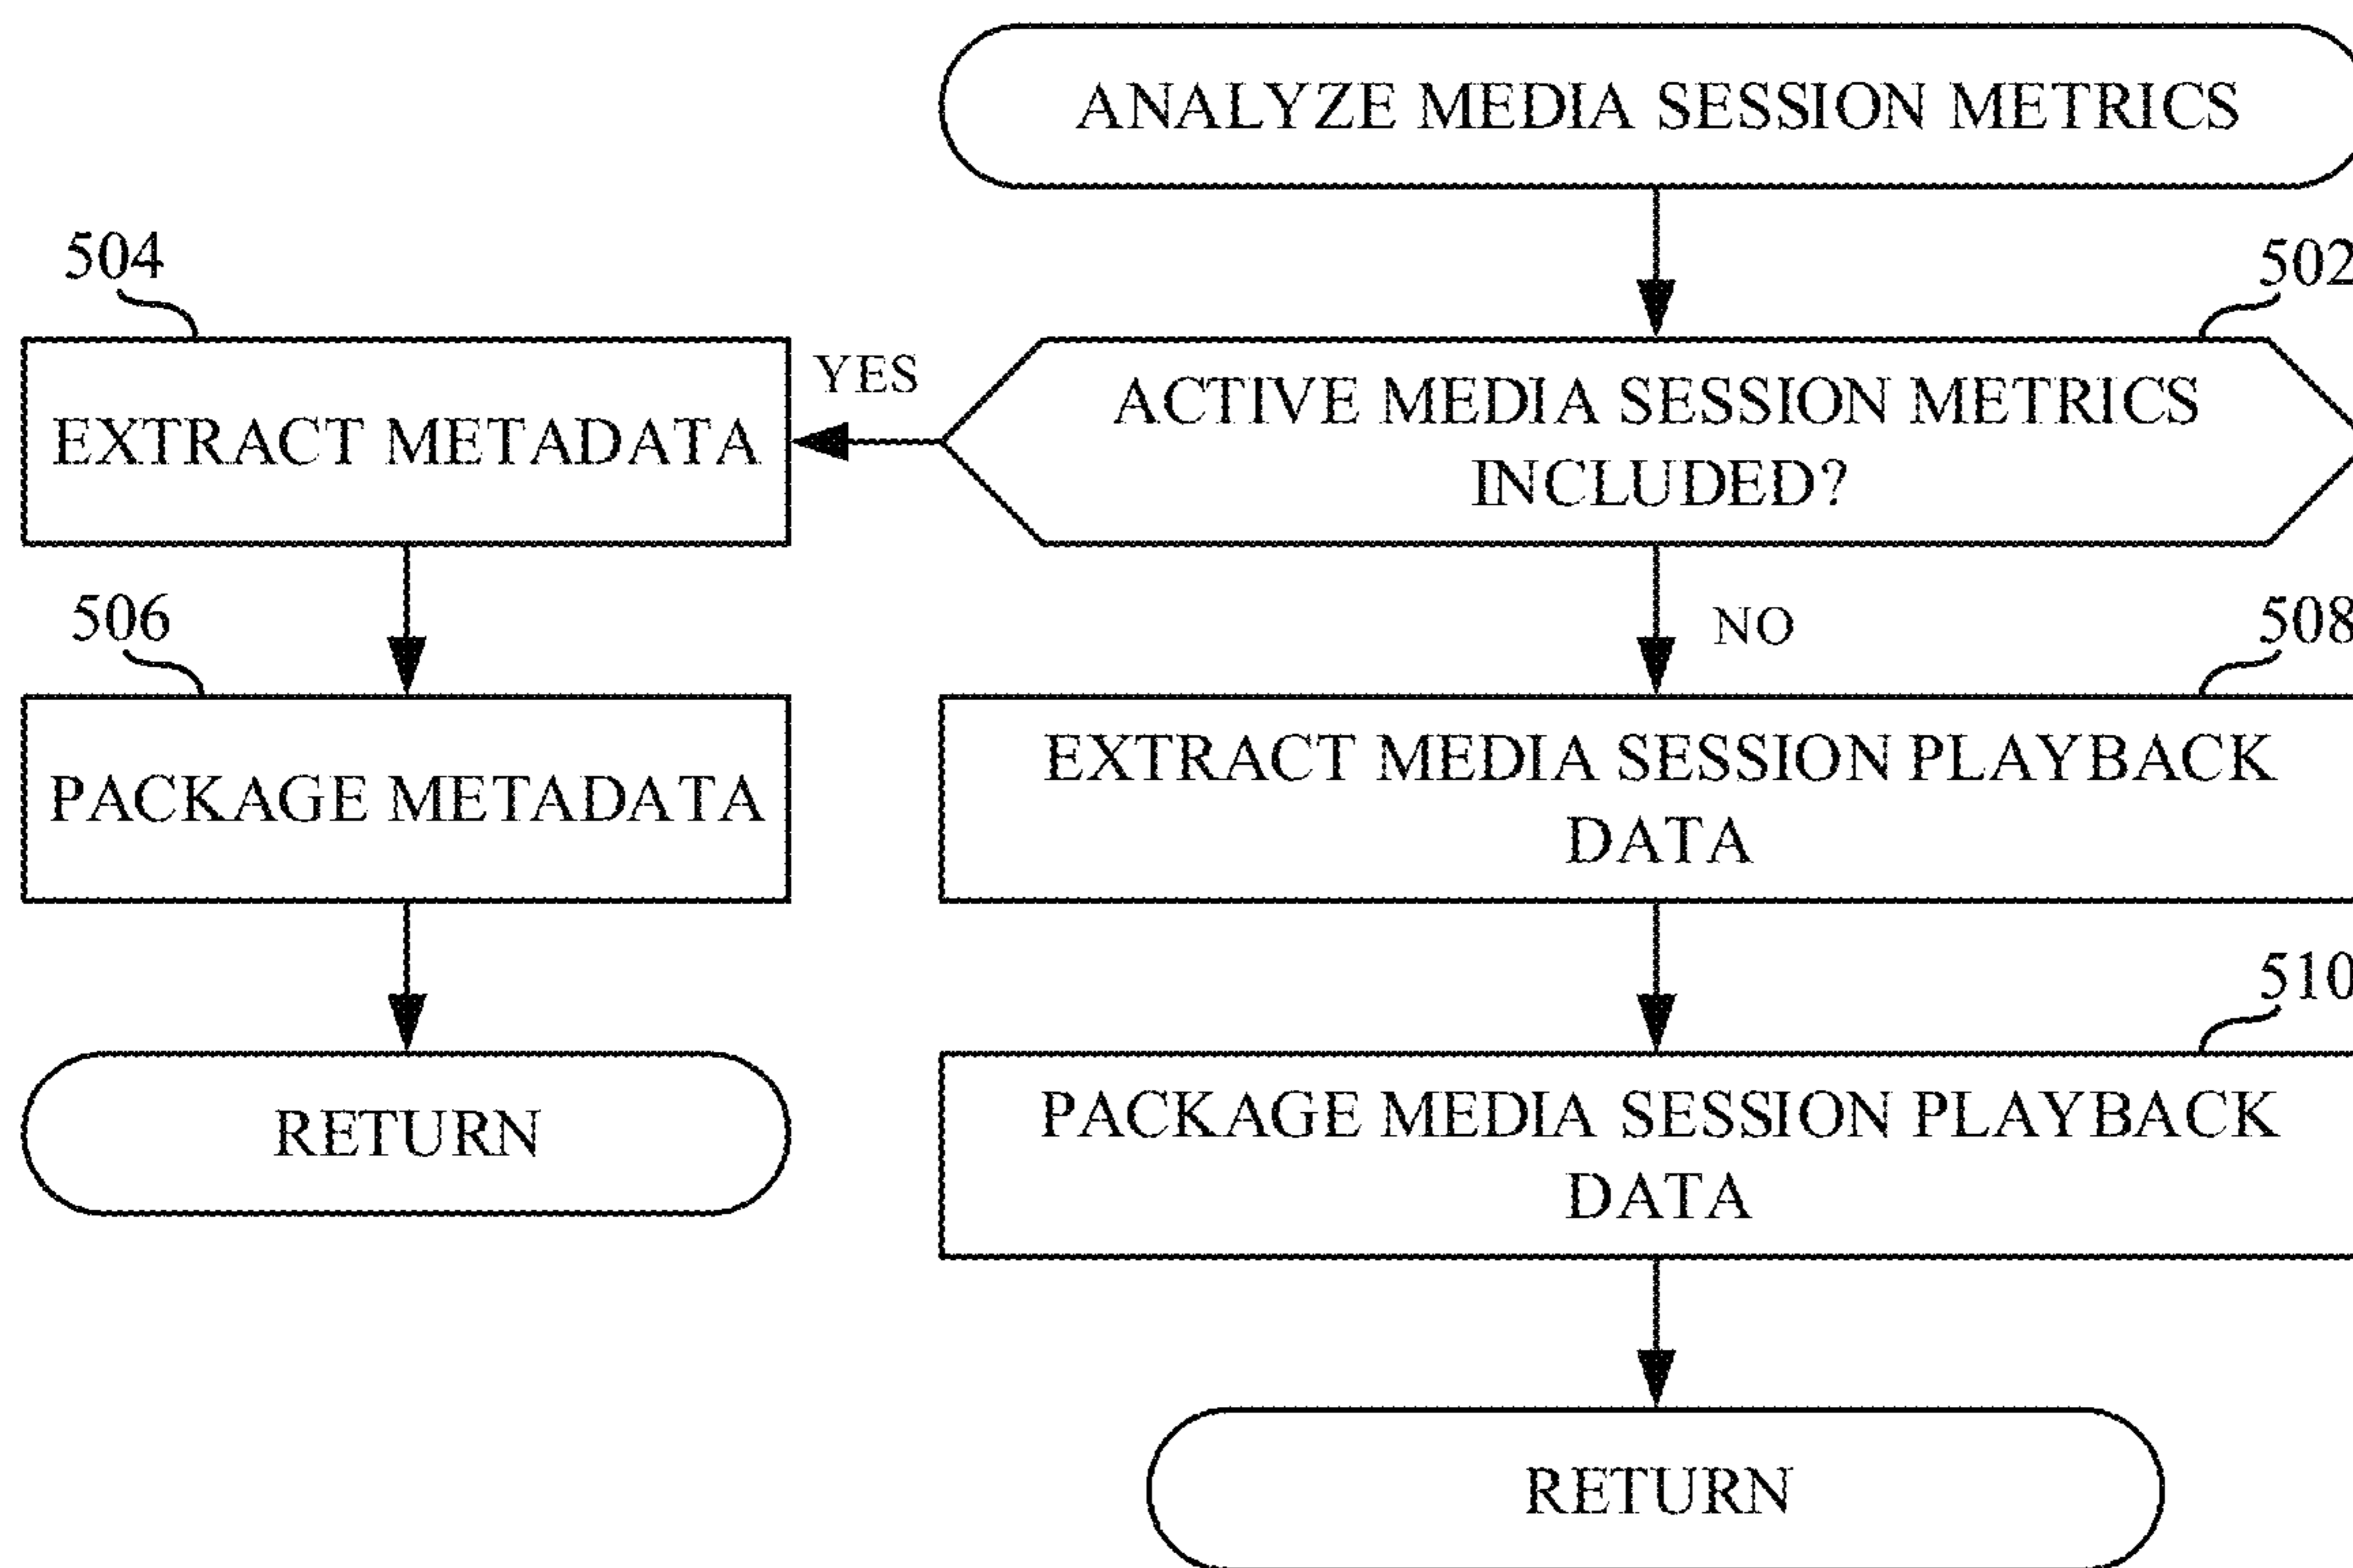 ANALYZE MEDIA SESSION METRICS
504
502
YES
ACTIVE MEDIA SESSION METRICS
INCLUDED?
EXTRACT METADATA
506
NO
508
PACKAGE METADATA
EXTRACT MEDIA SESSION PLAYBACK
DATA
510
RETURN
PACKAGE MEDIA SESSION PLAYBACK
DATA
RETURN